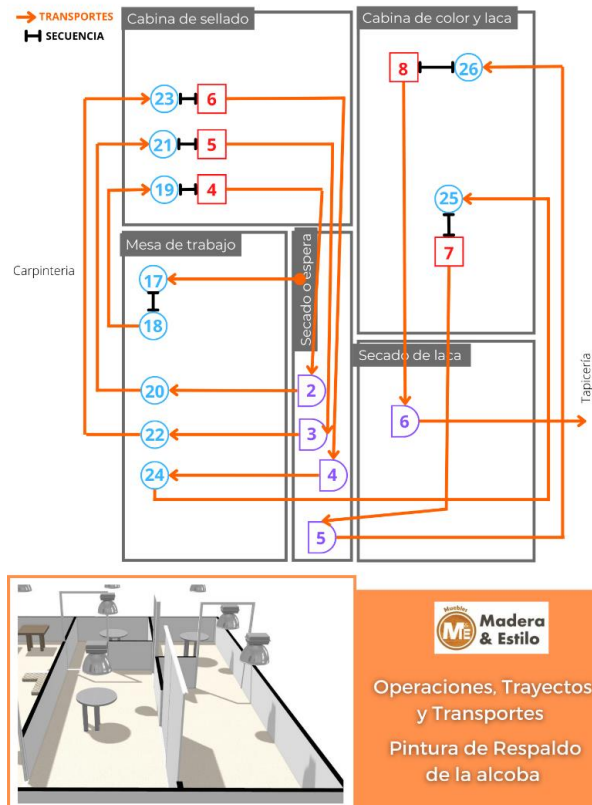 TRANSPORTES
SECUENCIA
Cabina de sellado
Cabina de color y laca
23
6
8
26
21
5
19
4
25
7
Mesa de trabajo
Secado o espera
Carpinteria
17
18
Secado de laca
20
2
22
3
6
Tapicería
24
4
5
Muebles
M&E
Madera
& Estilo
Operaciones, Trayectos
y Transportes
Pintura de Respaldo
de la alcoba